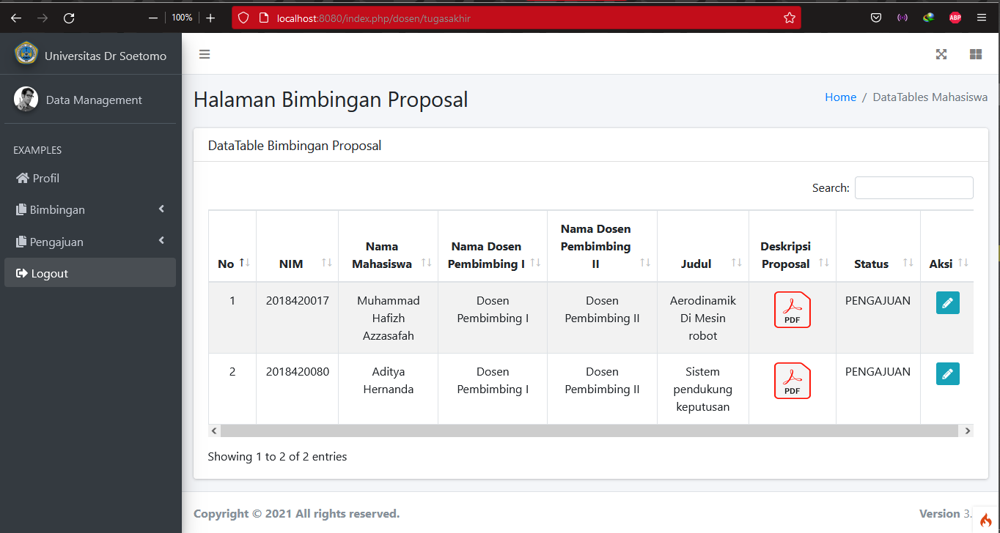 100%
localhost:8080/index.php/dosen/tugasakhir
ABP
Universitas Dr Soetomo
Data Management
EXAMPLES
Profil
Bimbingan
Pengajuan
Logout
Halaman Bimbingan Proposal
Home / DataTables Mahasiswa
DataTable Bimbingan Proposal
Search:
No NIM Nama Mahasiswa Nama Dosen Pembimbing I Nama Dosen Pembimbing II Judul Deskripsi Proposal Status Aksi
1 2018420017 Muhammad Hafizh Azzasafah Dosen Pembimbing I Dosen Pembimbing II Aerodinamik Di Mesin robot PDF PENGAJUAN
2 2018420080 Aditya Hernanda Dosen Pembimbing I Dosen Pembimbing II Sistem pendukung keputusan PDF PENGAJUAN
Showing 1 to 2 of 2 entries
Copyright © 2021 All rights reserved.
Version 3.